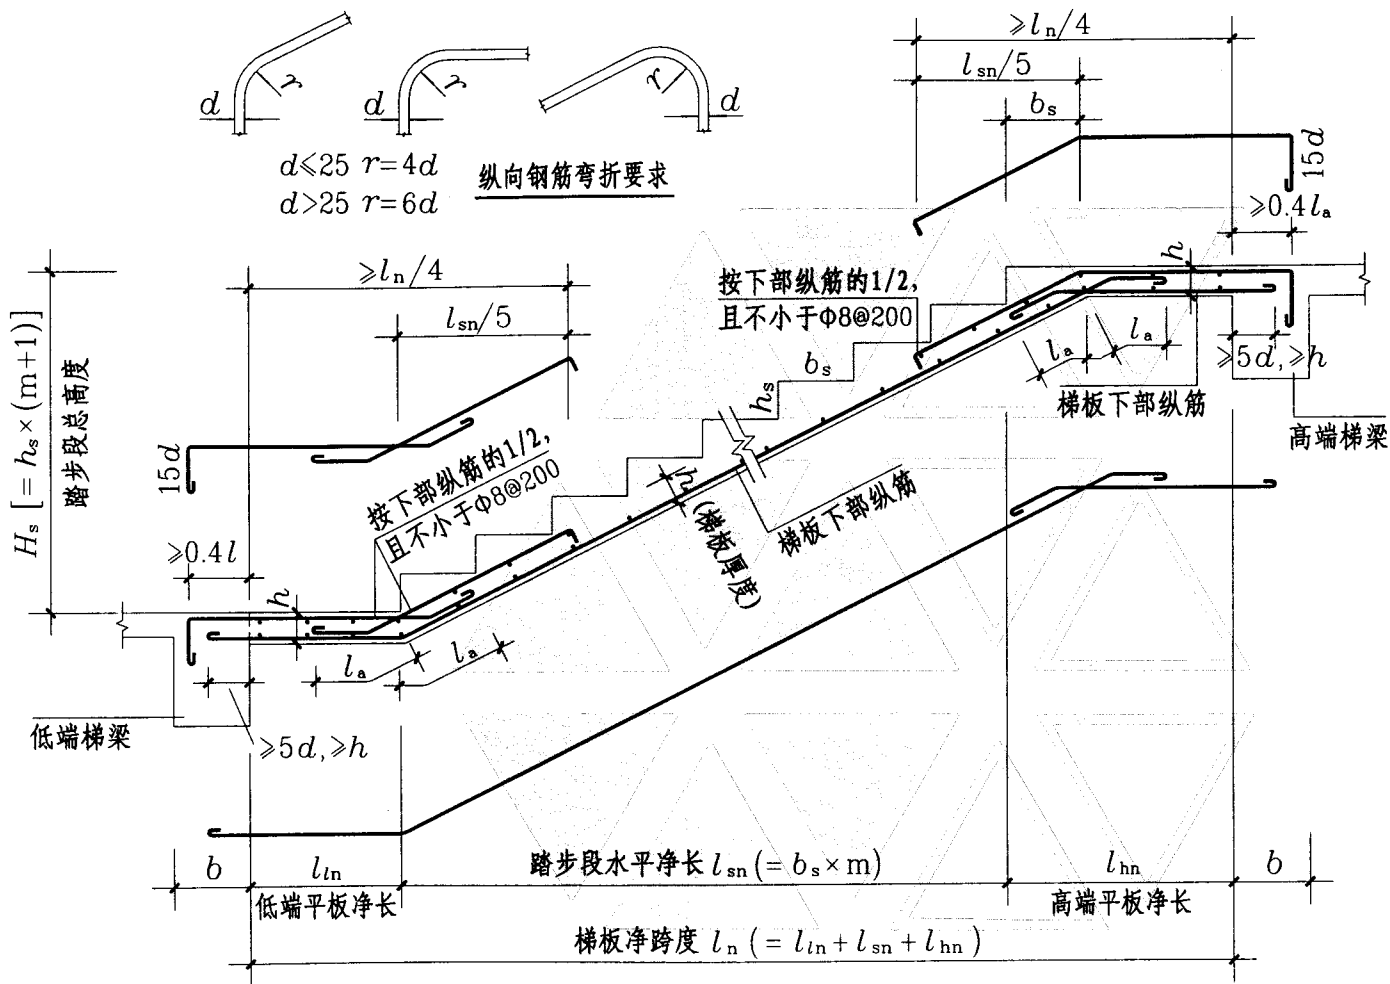 d r
d r
r d
d≤25 r=4d
d>25 r=6d
纵向钢筋弯折要求
≥ln/4
lsn/5
bs
15d
≥0.4la
h
按下部纵筋的1/2,
且不小于Φ8@200
la la
≥5d,≥h
梯板下部纵筋
高端梯梁
Hs [=hs×(m+1)]
踏步段总高度
≥ln/4
lsn/5
bs
hs
15d
按下部纵筋的1/2,
且不小于Φ8@200
h (梯板厚度)
梯板下部纵筋
≥0.4l
h
la la
低端梯梁
≥5d,≥h
b lln 踏步段水平净长 lsn(=bs×m) lhn b
低端平板净长 高端平板净长
梯板净跨度 ln (=lln+lsn+lhn)